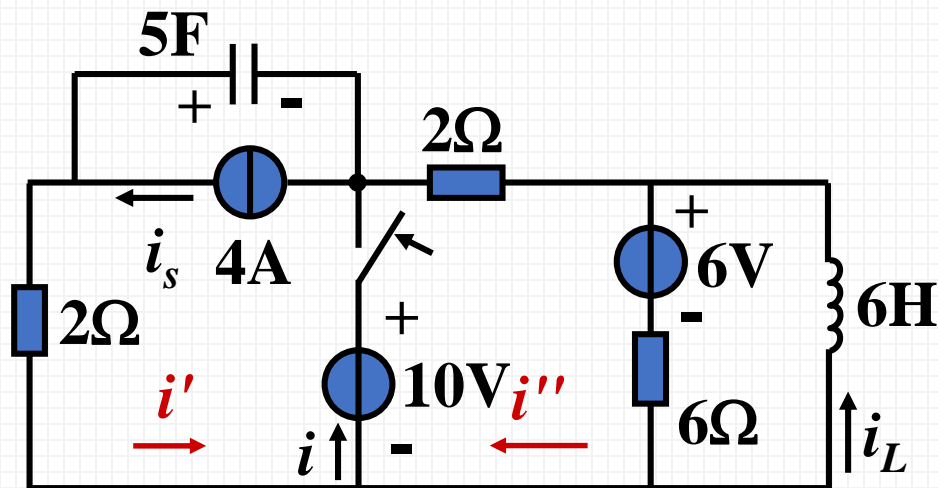 5F
+ -
2Ω
i_s
4A
+
6V
-
6H
2Ω
+
10V
-
i'
i''
i
6Ω
i_L